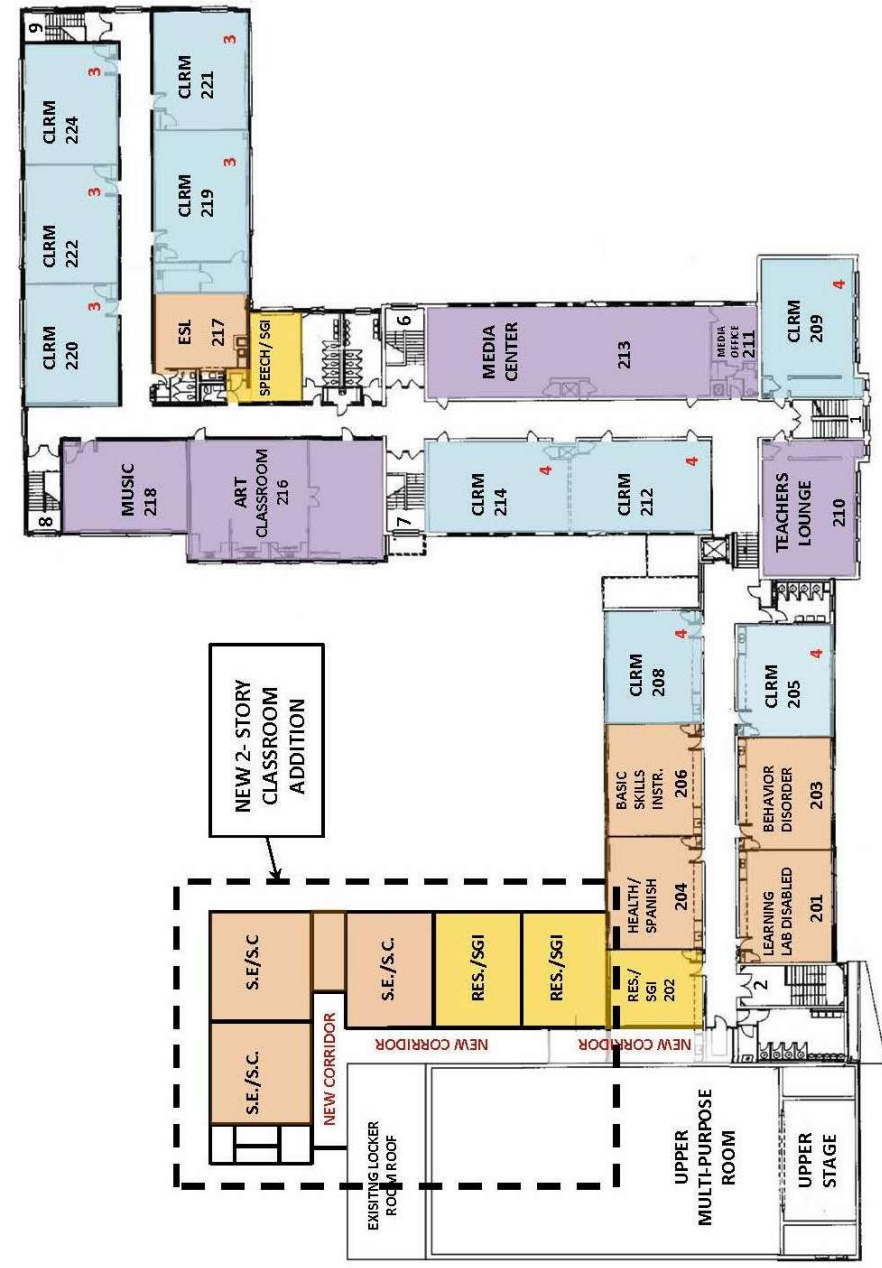 9
CLRM
224
3
CLRM
222
3
CLRM
220
3
3
CLRM
221
3
CLRM
219
ESL
217
SPEECH/ SGI
8
MUSIC
218
ART
CLASSROOM
216
7
6
MEDIA
CENTER
213
MEDIA
OFFICE
211
CLRM
209
4
CLRM
214
4
CLRM
212
4
1
TEACHERS
LOUNGE
210
NEW 2- STORY
CLASSROOM
ADDITION
CLRM
208
4
BASIC
SKILLS
INSTR. 206
HEALTH/
SPANISH
204
RES./
SGI
202
CLRM
205
4
BEHAVIOR
DISORDER
203
LEARNING
LAB DISABLED
201
2
S.E/S.C
S.E./S.C.
S.E./S.C.
RES./SGI
RES./SGI
NEW CORRIDOR
NEW CORRIDOR
NEW CORRIDOR
NEW CORRIDOR
EXISITNG LOCKER
ROOM ROOF
UPPER
MULTI-PURPOSE
ROOM
UPPER
STAGE